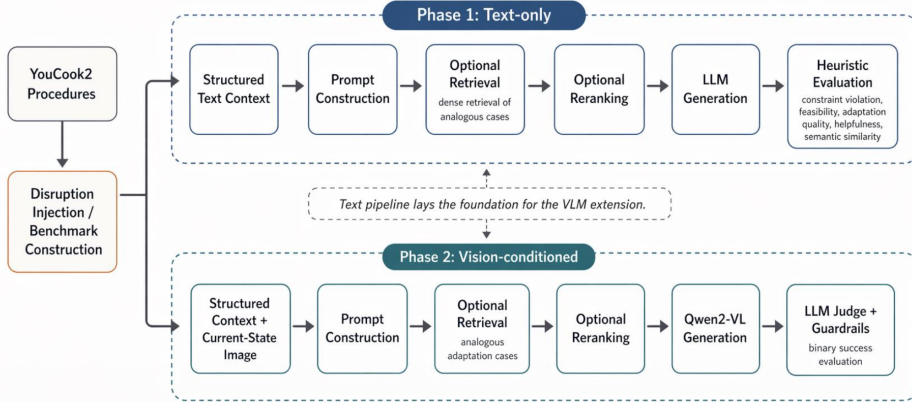 Phase 1: Text-only
YouCook2
Procedures
Disruption
Injection /
Benchmark
Construction
Structured
Text Context
Prompt
Construction
Optional
Retrieval
dense retrieval of
analogous cases
Optional
Reranking
LLM
Generation
Heuristic
Evaluation
constraint violation,
feasibility, adaptation
quality, helpfulness,
semantic similarity
Text pipeline lays the foundation for the VLM extension.
Phase 2: Vision-conditioned
Structured
Context +
Current-State
Image
Prompt
Construction
Optional
Retrieval
analogous
adaptation cases
Optional
Reranking
Qwen2-VL
Generation
LLM Judge +
Guardrails
binary success
evaluation